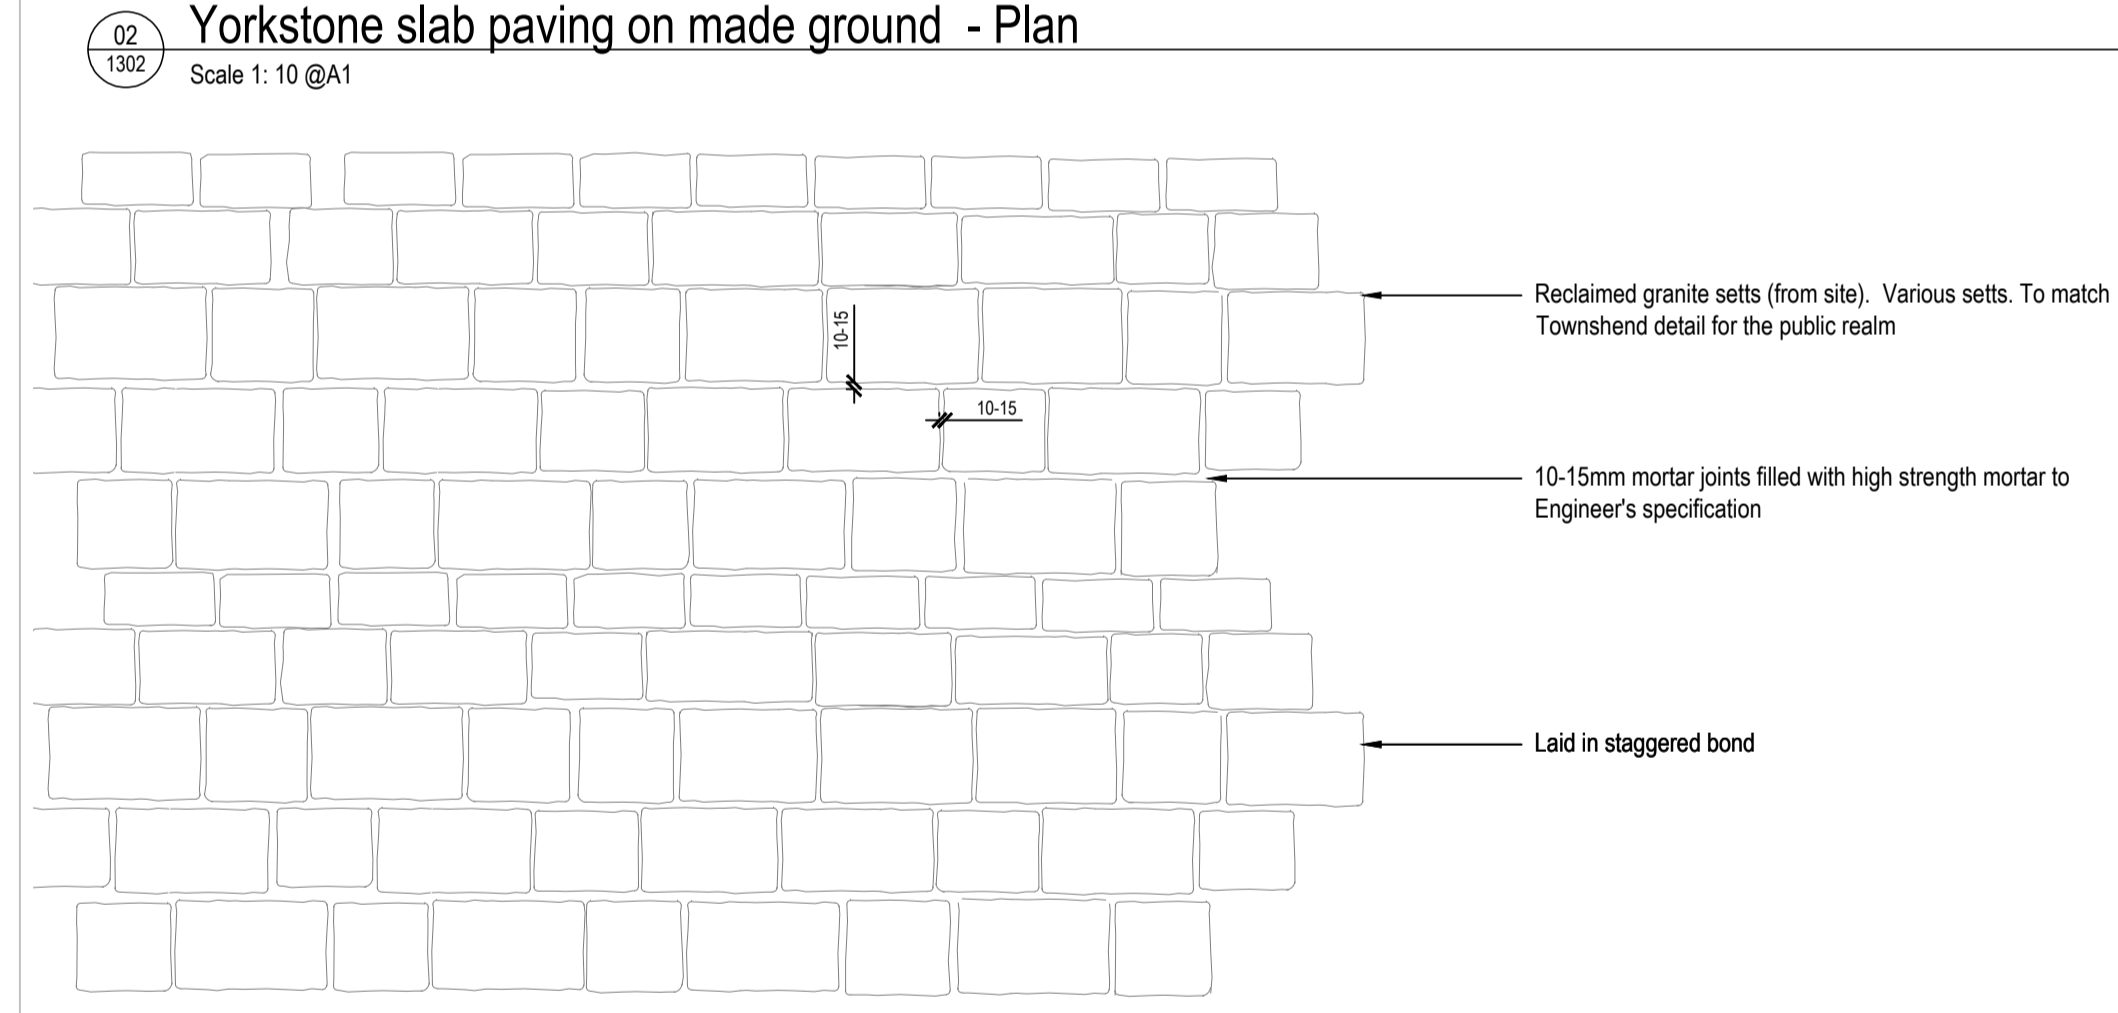 02
1302
Yorkstone slab paving on made ground - Plan
Scale 1: 10 @A1
Reclaimed granite setts (from site). Various setts. To match
Townshend detail for the public realm
10-15
10-15
10-15mm mortar joints filled with high strength mortar to
Engineer's specification
Laid in staggered bond